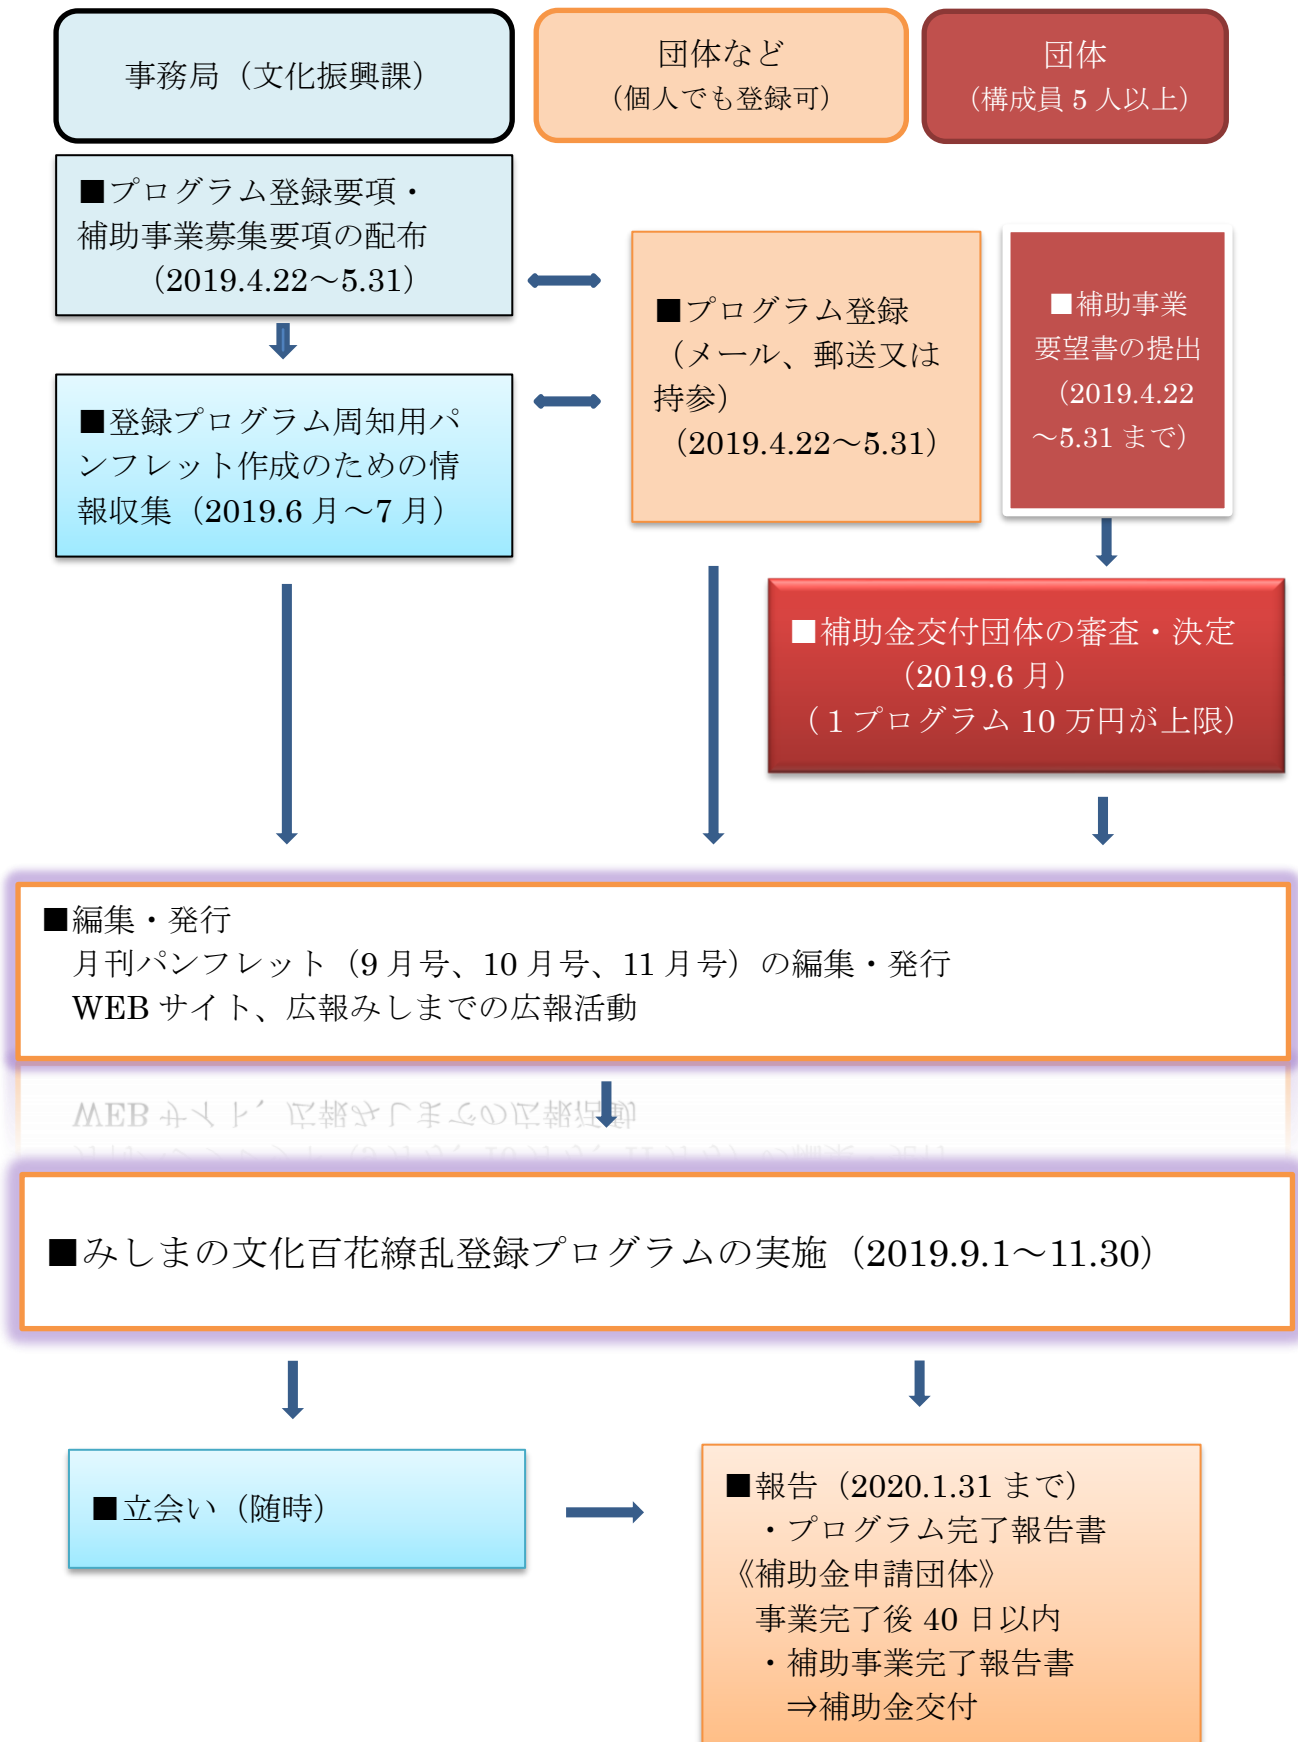 事務局（文化振興課）
団体など
（個人でも登録可）
団体
（構成員 5 人以上）
■プログラム登録要項・
補助事業募集要項の配布
（2019.4.22～5.31）
■登録プログラム周知用パ
ンフレット作成のための情
報収集（2019.6 月～7 月）
■プログラム登録
（メール、郵送又は
持参）
（2019.4.22～5.31）
■補助事業
要望書の提出
（2019.4.22
～5.31 まで）
■補助金交付団体の審査・決定
（2019.6 月）
（１プログラム 10 万円が上限）
■編集・発行
月刊パンフレット（9 月号、10 月号、11 月号）の編集・発行
WEB サイト、広報みしまでの広報活動
■みしまの文化百花繚乱登録プログラムの実施（2019.9.1～11.30）
■立会い（随時）
■報告（2020.1.31 まで）
・プログラム完了報告書
《補助金申請団体》
事業完了後 40 日以内
・補助事業完了報告書
⇒補助金交付